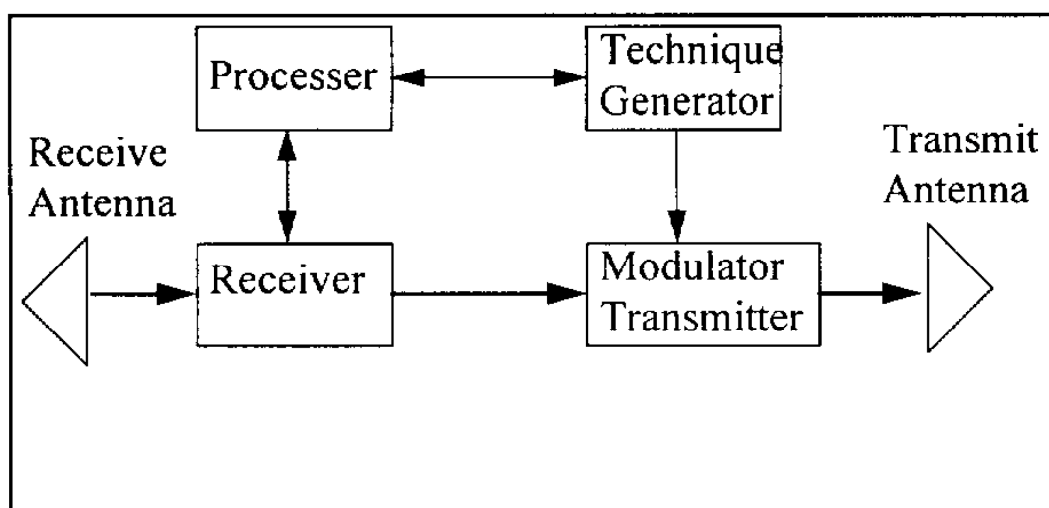 Processer
Technique
Generator
Receive
Antenna
Transmit
Antenna
Receiver
Modulator
Transmitter